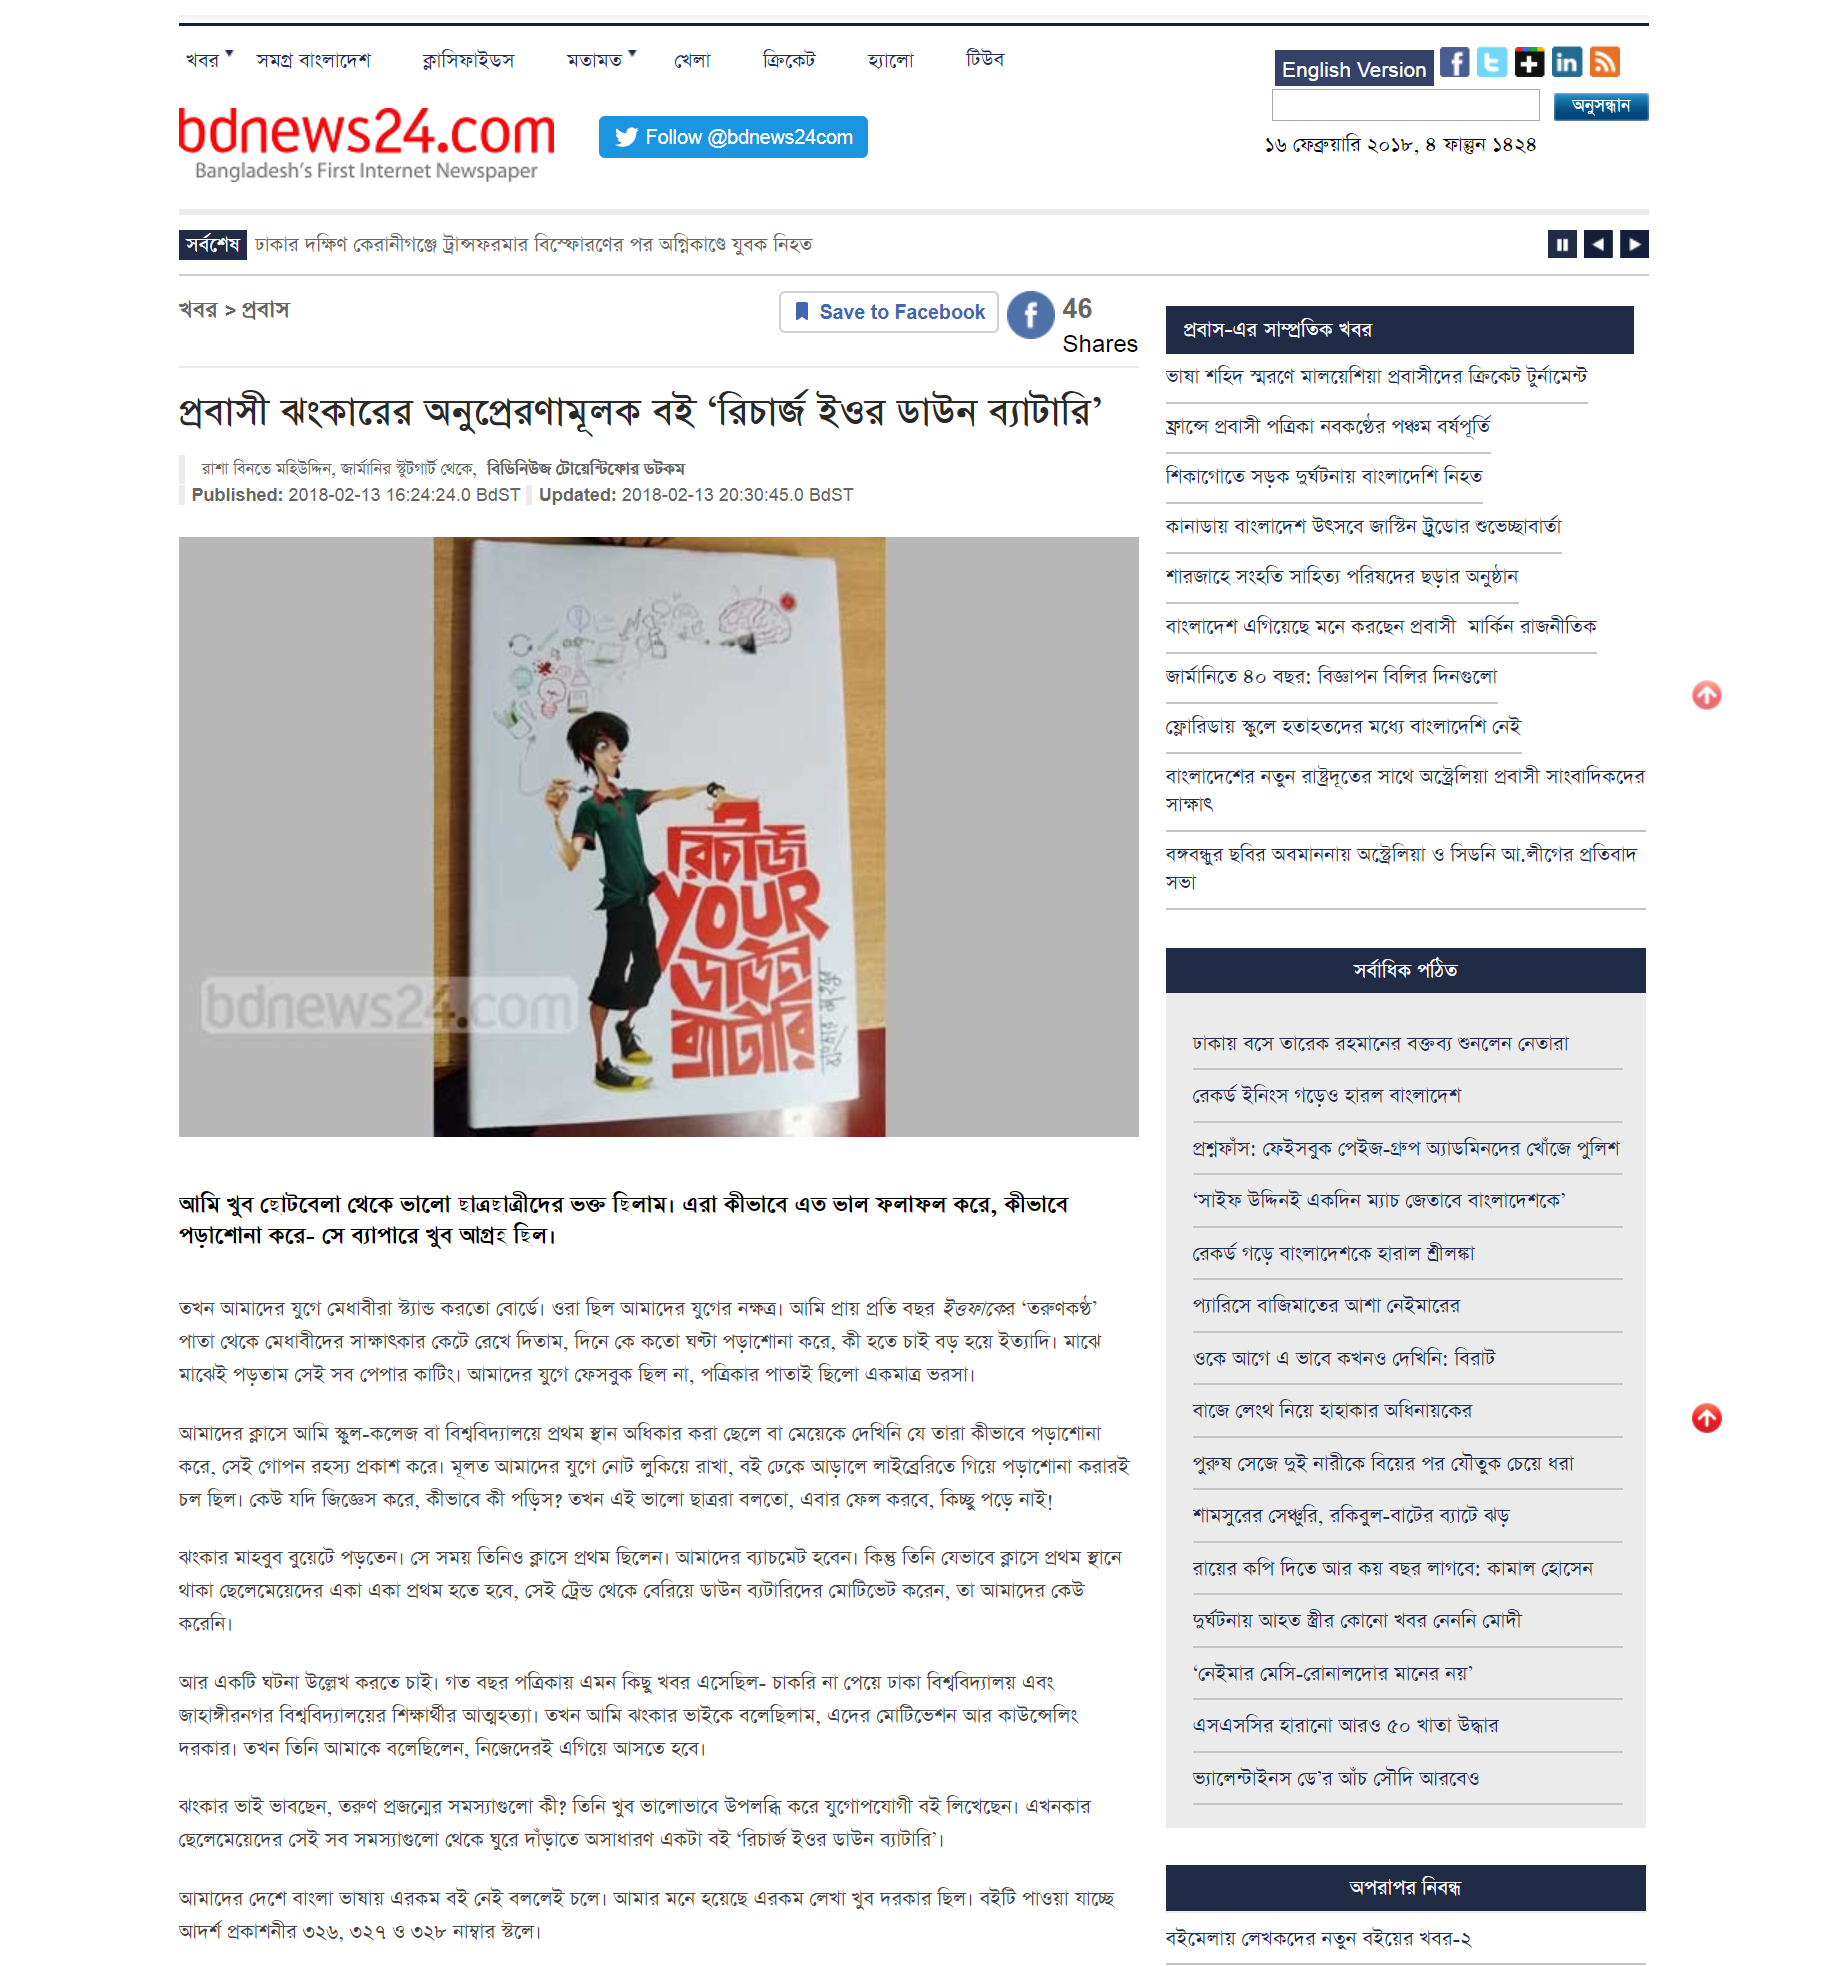 খবর সমগ্র বাংলাদেশ ক্লাসিফাইডস মতামত খেলা ক্রিকেট হ্যালো টিউব
English Version
অনুসন্ধান
bdnews24.com
Bangladesh's First Internet Newspaper
Follow @bdnews24com
১৬ ফেব্রুয়ারি ২০১৮, ৪ ফাল্গুন ১৪২৪
সর্বশেষ ঢাকার দক্ষিণ কেরানীগঞ্জে ট্রান্সফরমার বিস্ফোরণের পর অগ্নিকাণ্ডে যুবক নিহত
খবর > প্রবাস
Save to Facebook
46
Shares
প্রবাসী ঝংকারের অনুপ্রেরণামূলক বই ‘রিচার্জ ইওর ডাউন ব্যাটারি’
রাশা বিনতে মহিউদ্দিন, জার্মানির স্টুটগার্ট থেকে, বিডিনিউজ টোয়েন্টিফোর ডটকম
Published: 2018-02-13 16:24:24.0 BdST Updated: 2018-02-13 20:30:45.0 BdST
রিচার্জ
YOUR
ডাউন
ব্যাটারি
ঝংকার মাহবুব
bdnews24.com
আমি খুব ছোটবেলা থেকে ভালো ছাত্রছাত্রীদের ভক্ত ছিলাম। এরা কীভাবে এত ভাল ফলাফল করে, কীভাবে
পড়াশোনা করে- সে ব্যাপারে খুব আগ্রহ ছিল।
তখন আমাদের যুগে মেধাবীরা স্ট্যান্ড করতো বোর্ডে। ওরা ছিল আমাদের যুগের নক্ষত্র। আমি প্রায় প্রতি বছর ইত্তফাকের ‘তরুণকণ্ঠ’
পাতা থেকে মেধাবীদের সাক্ষাৎকার কেটে রেখে দিতাম, দিনে কে কতো ঘণ্টা পড়াশোনা করে, কী হতে চাই বড় হয়ে ইত্যাদি। মাঝে
মাঝেই পড়তাম সেই সব পেপার কাটিং। আমাদের যুগে ফেসবুক ছিল না, পত্রিকার পাতাই ছিলো একমাত্র ভরসা।
আমাদের ক্লাসে আমি স্কুল-কলেজ বা বিশ্ববিদ্যালয়ে প্রথম স্থান অধিকার করা ছেলে বা মেয়েকে দেখিনি যে তারা কীভাবে পড়াশোনা
করে, সেই গোপন রহস্য প্রকাশ করে। মূলত আমাদের যুগে নোট লুকিয়ে রাখা, বই ঢেকে আড়ালে লাইব্রেরিতে গিয়ে পড়াশোনা করারই
চল ছিল। কেউ যদি জিজ্ঞেস করে, কীভাবে কী পড়িস? তখন এই ভালো ছাত্ররা বলতো, এবার ফেল করবে, কিচ্ছু পড়ে নাই!
ঝংকার মাহবুব বুয়েটে পড়তেন। সে সময় তিনিও ক্লাসে প্রথম ছিলেন। আমাদের ব্যাচমেট হবেন। কিন্তু তিনি যেভাবে ক্লাসে প্রথম স্থানে
থাকা ছেলেমেয়েদের একা একা প্রথম হতে হবে, সেই ট্রেন্ড থেকে বেরিয়ে ডাউন ব্যটারিদের মোটিভেট করেন, তা আমাদের কেউ
করেনি।
আর একটি ঘটনা উল্লেখ করতে চাই। গত বছর পত্রিকায় এমন কিছু খবর এসেছিল- চাকরি না পেয়ে ঢাকা বিশ্ববিদ্যালয় এবং
জাহাঙ্গীরনগর বিশ্ববিদ্যালয়ের শিক্ষার্থীর আত্মহত্যা। তখন আমি ঝংকার ভাইকে বলেছিলাম, এদের মোটিভেশন আর কাউন্সেলিং
দরকার। তখন তিনি আমাকে বলেছিলেন, নিজেদেরই এগিয়ে আসতে হবে।
ঝংকার ভাই ভাবছেন, তরুণ প্রজন্মের সমস্যাগুলো কী? তিনি খুব ভালোভাবে উপলব্ধি করে যুগোপযোগী বই লিখেছেন। এখনকার
ছেলেমেয়েদের সেই সব সমস্যাগুলো থেকে ঘুরে দাঁড়াতে অসাধারণ একটা বই ‘রিচার্জ ইওর ডাউন ব্যাটারি’।
আমাদের দেশে বাংলা ভাষায় এরকম বই নেই বললেই চলে। আমার মনে হয়েছে এরকম লেখা খুব দরকার ছিল। বইটি পাওয়া যাচ্ছে
আদর্শ প্রকাশনীর ৩২৬, ৩২৭ ও ৩২৮ নাম্বার স্টলে।
প্রবাস-এর সাম্প্রতিক খবর
ভাষা শহিদ স্মরণে মালয়েশিয়া প্রবাসীদের ক্রিকেট টুর্নামেন্ট
ফ্রান্সে প্রবাসী পত্রিকা নবকণ্ঠের পঞ্চম বর্ষপূর্তি
শিকাগোতে সড়ক দুর্ঘটনায় বাংলাদেশি নিহত
কানাডায় বাংলাদেশ উৎসবে জাস্টিন ট্রুডোর শুভেচ্ছাবার্তা
শারজাহে সংহতি সাহিত্য পরিষদের ছড়ার অনুষ্ঠান
বাংলাদেশ এগিয়েছে মনে করছেন প্রবাসী মার্কিন রাজনীতিক
জার্মানিতে ৪০ বছর: বিজ্ঞাপন বিলির দিনগুলো
ফ্লোরিডায় স্কুলে হতাহতদের মধ্যে বাংলাদেশি নেই
বাংলাদেশের নতুন রাষ্ট্রদূতের সাথে অস্ট্রেলিয়া প্রবাসী সাংবাদিকদের
সাক্ষাৎ
বঙ্গবন্ধুর ছবির অবমাননায় অস্ট্রেলিয়া ও সিডনি আ.লীগের প্রতিবাদ
সভা
সর্বাধিক পঠিত
ঢাকায় বসে তারেক রহমানের বক্তব্য শুনলেন নেতারা
রেকর্ড ইনিংস গড়েও হারল বাংলাদেশ
প্রশ্নফাঁস: ফেইসবুক পেইজ-গ্রুপ অ্যাডমিনদের খোঁজে পুলিশ
‘সাইফ উদ্দিনই একদিন ম্যাচ জেতাবে বাংলাদেশকে’
রেকর্ড গড়ে বাংলাদেশকে হারাল শ্রীলঙ্কা
প্যারিসে বাজিমাতের আশা নেইমারের
ওকে আগে এ ভাবে কখনও দেখিনি: বিরাট
বাজে লেংথ নিয়ে হাহাকার অধিনায়কের
পুরুষ সেজে দুই নারীকে বিয়ের পর যৌতুক চেয়ে ধরা
শামসুরের সেঞ্চুরি, রকিবুল-বাটের ব্যাটে ঝড়
রায়ের কপি দিতে আর কয় বছর লাগবে: কামাল হোসেন
দুর্ঘটনায় আহত স্ত্রীর কোনো খবর নেননি মোদী
‘নেইমার মেসি-রোনালদোর মানের নয়’
এসএসসির হারানো আরও ৫০ খাতা উদ্ধার
ভ্যালেন্টাইনস ডে’র আঁচ সৌদি আরবেও
অপরাপর নিবন্ধ
বইমেলায় লেখকদের নতুন বইয়ের খবর-২